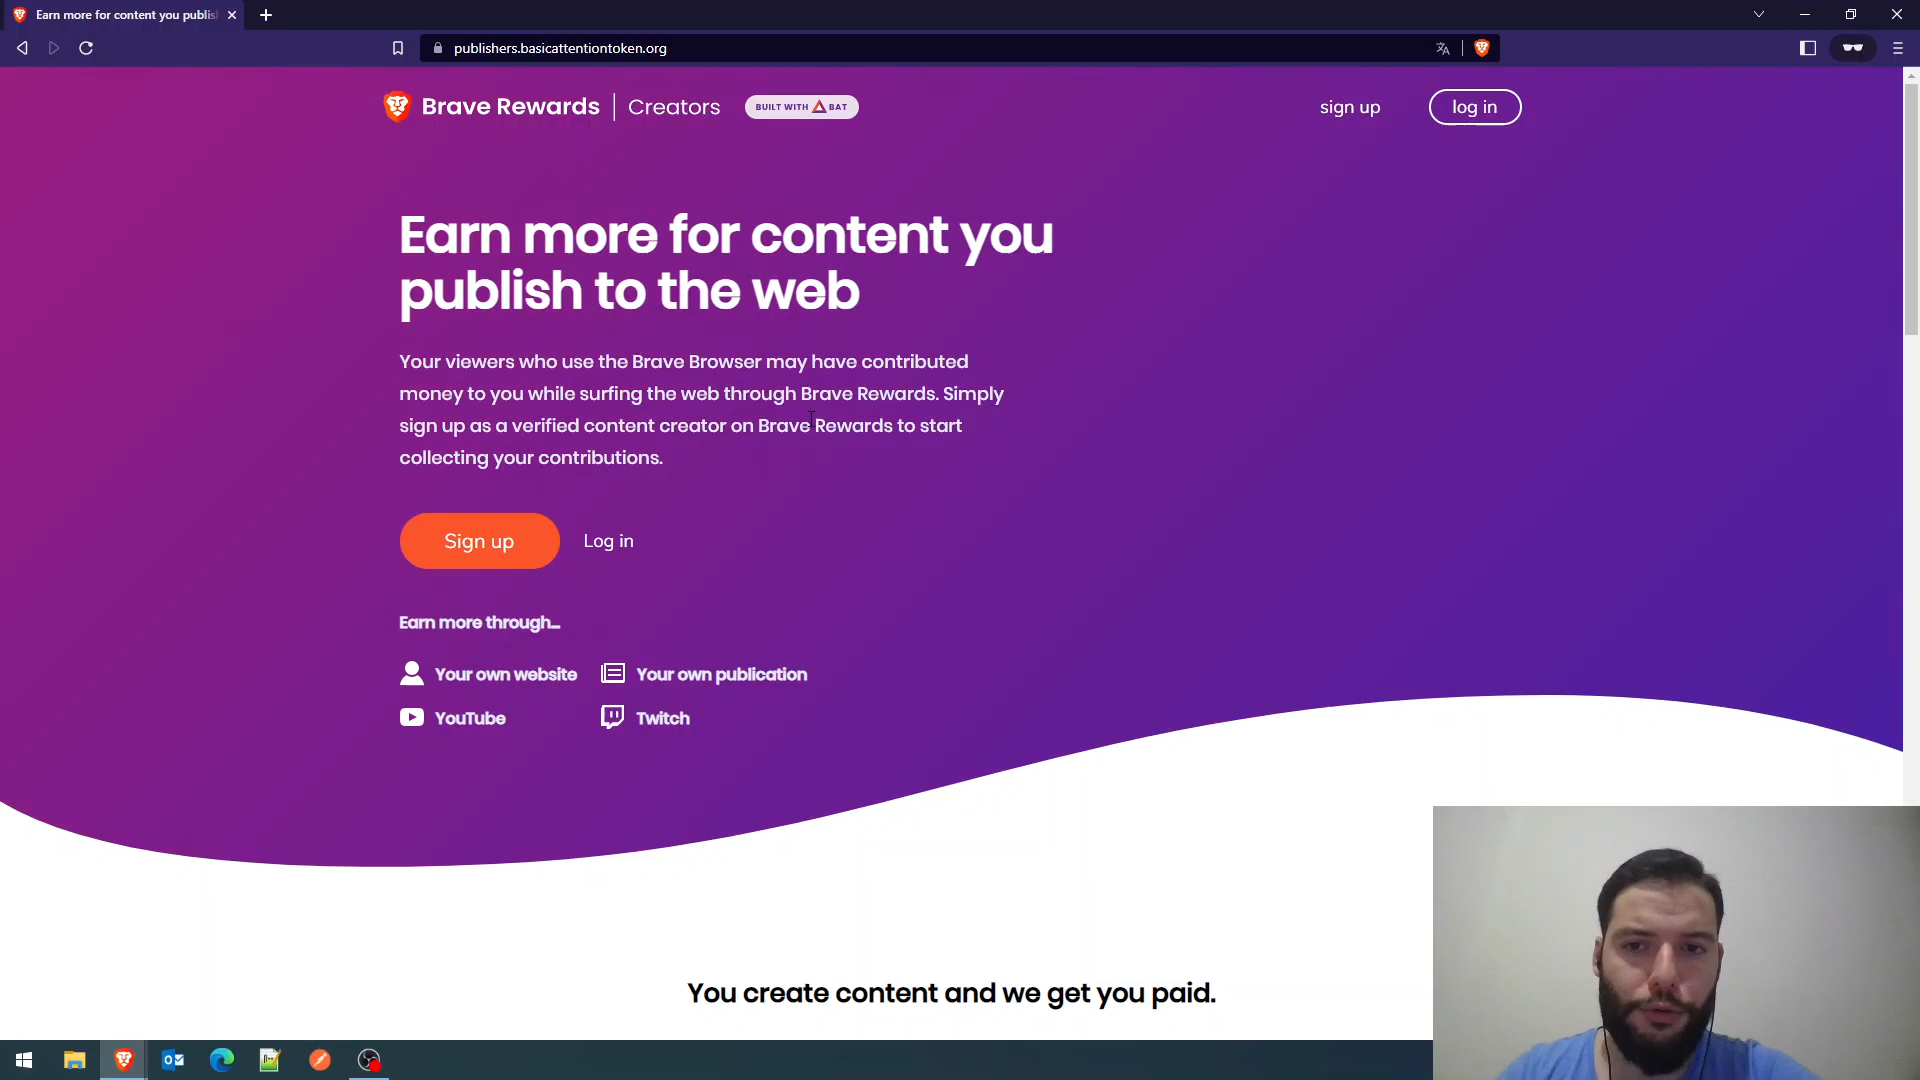 Earn more for content you publis
publishers.basicattentiontoken.org
Brave Rewards
Creators
BUILT WITH BAT
sign up
log in
Earn more for content you
publish to the web
Your viewers who use the Brave Browser may have contributed
money to you while surfing the web through Brave Rewards. Simply
sign up as a verified content creator on Brave Rewards to start
collecting your contributions.
Sign up
Log in
Earn more through...
Your own website
Your own publication
YouTube
Twitch
You create content and we get you paid.